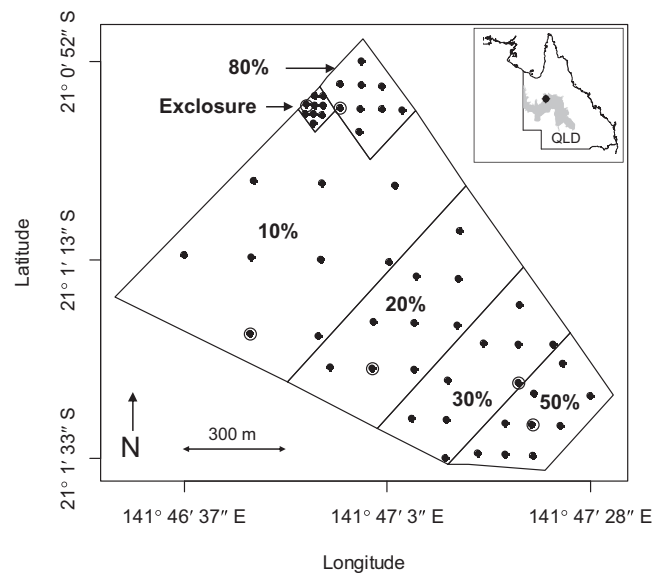 80%
Exclosure
QLD
10%
20%
30%
50%
N
300 m
21° 0′ 52″ S
21° 1′ 13″ S
21° 1′ 33″ S
Latitude
141° 46′ 37″ E
141° 47′ 3″ E
141° 47′ 28″ E
Longitude